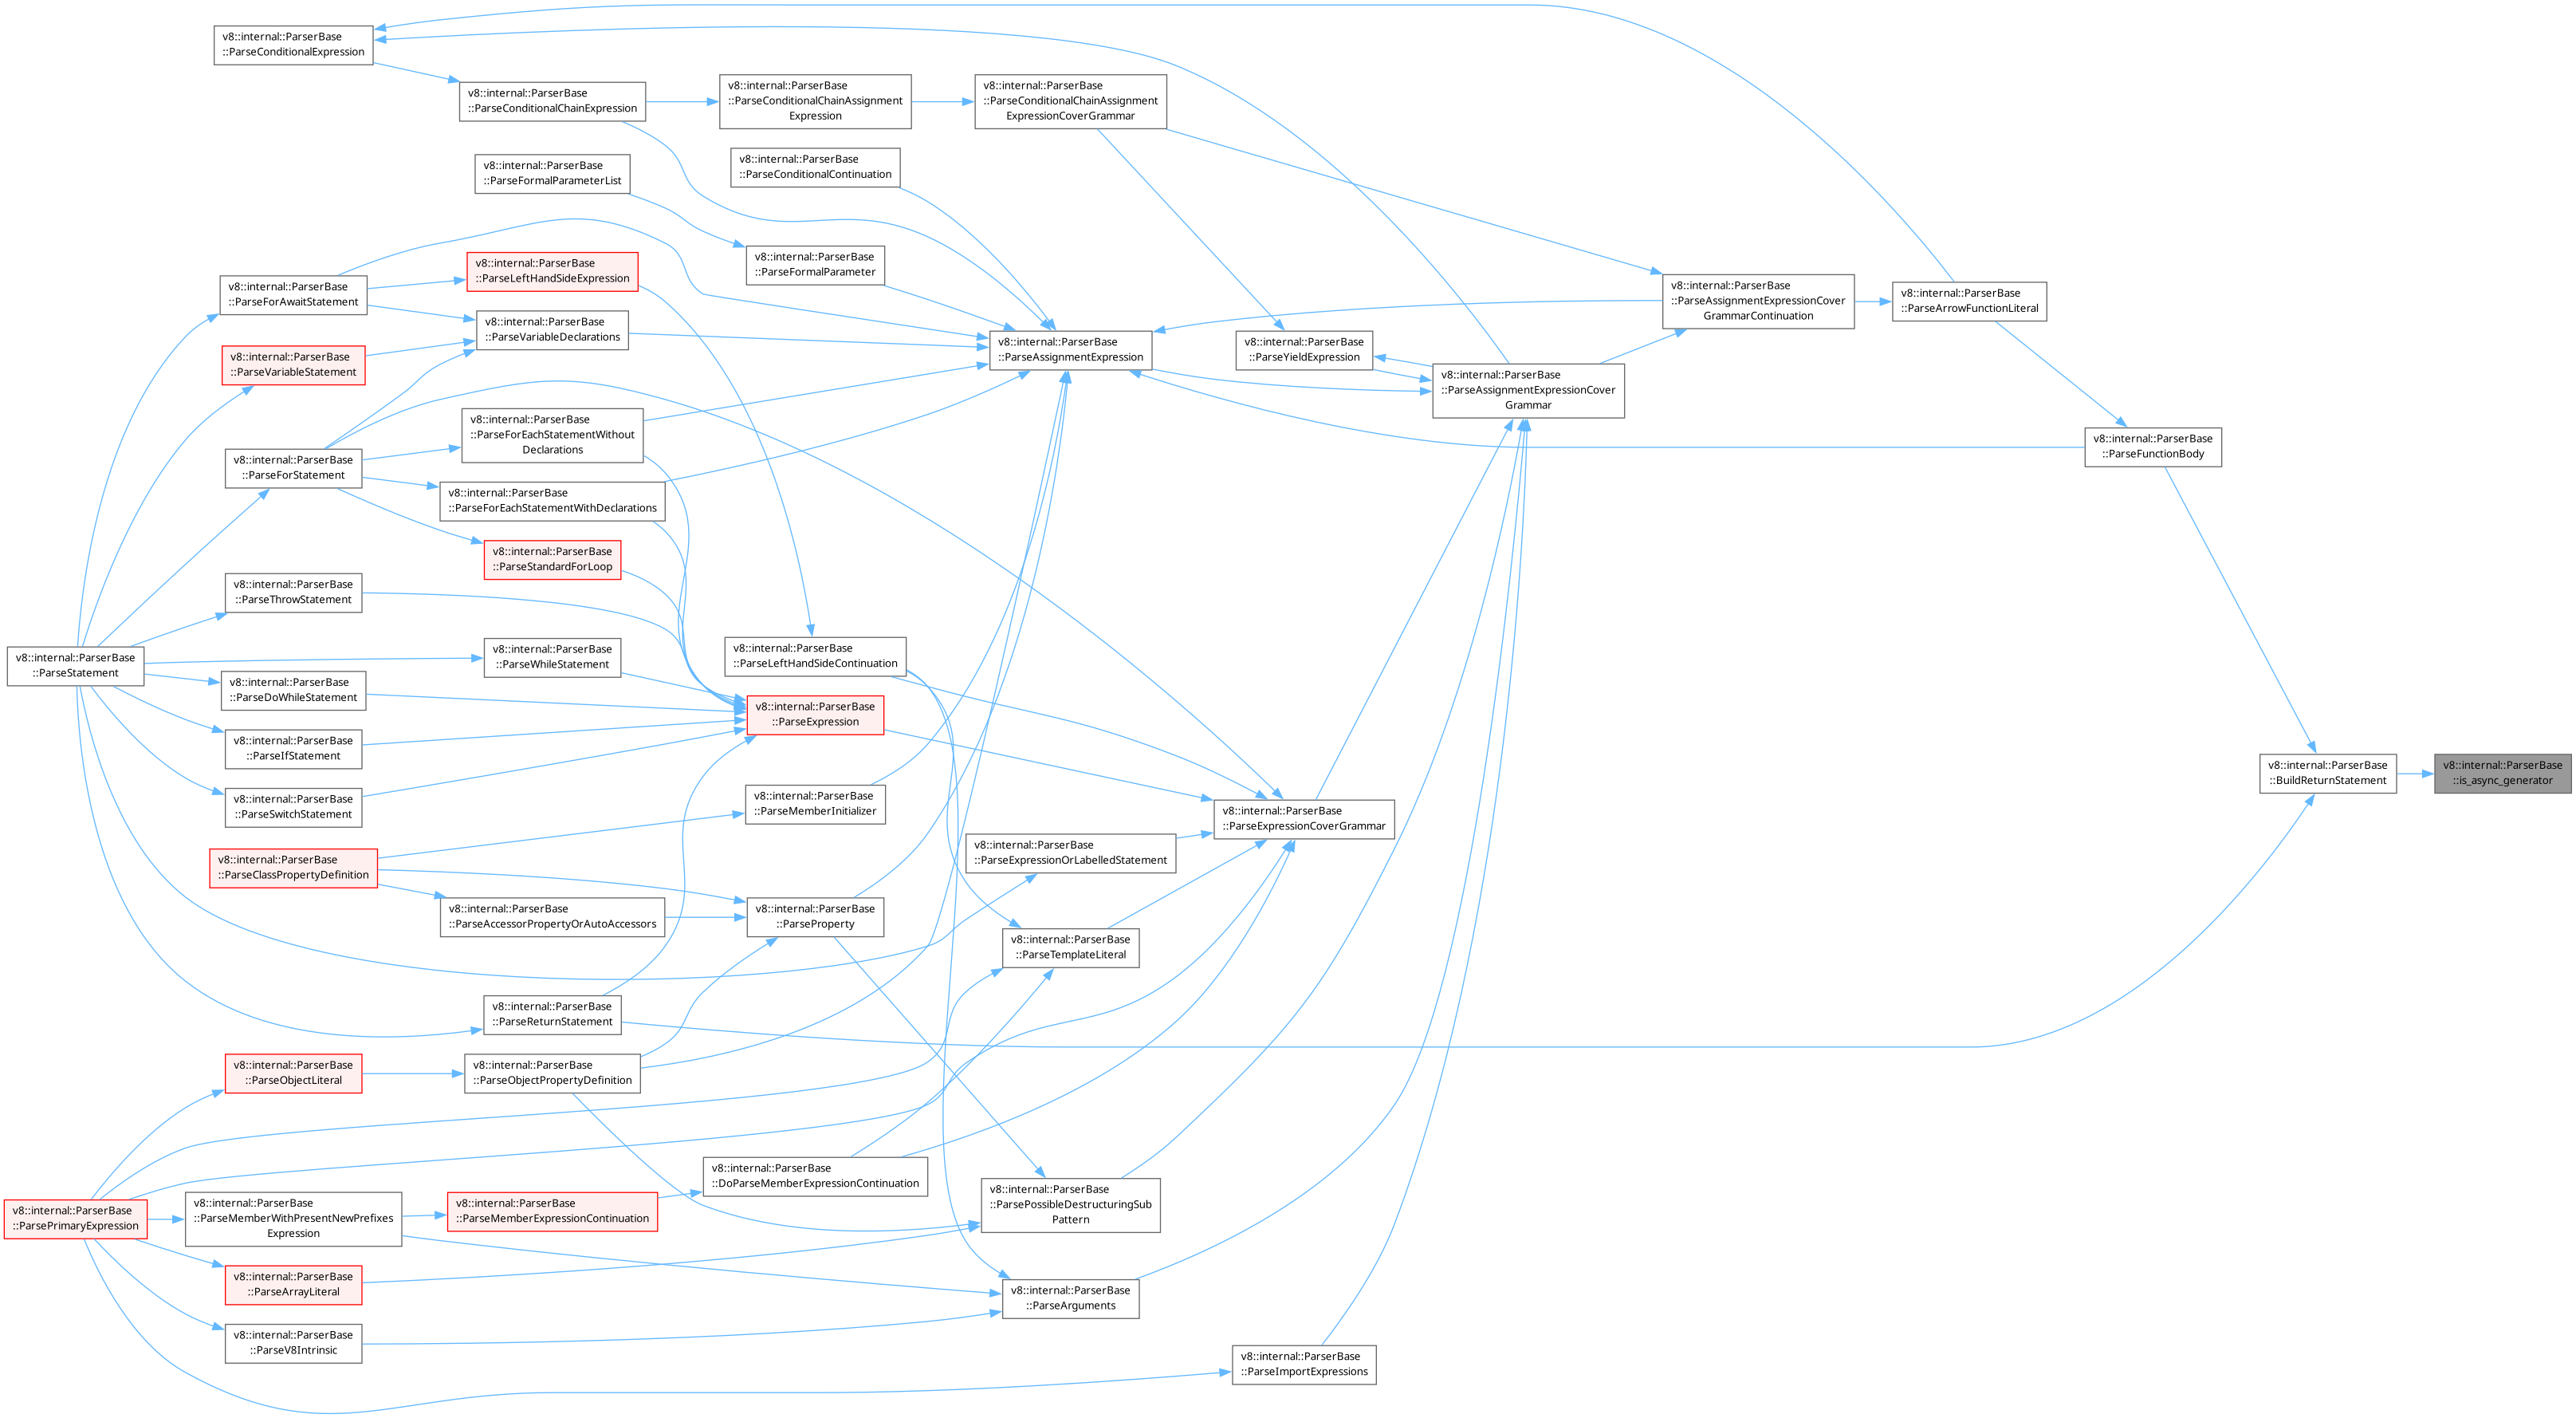 v8::internal::ParserBase
::ParseConditionalExpression
v8::internal::ParserBase
::ParseConditionalChainExpression
v8::internal::ParserBase
::ParseConditionalChainAssignment
Expression
v8::internal::ParserBase
::ParseConditionalChainAssignment
ExpressionCoverGrammar
v8::internal::ParserBase
::ParseFormalParameterList
v8::internal::ParserBase
::ParseConditionalContinuation
v8::internal::ParserBase
::ParseForAwaitStatement
v8::internal::ParserBase
::ParseLeftHandSideExpression
v8::internal::ParserBase
::ParseFormalParameter
v8::internal::ParserBase
::ParseAssignmentExpressionCover
GrammarContinuation
v8::internal::ParserBase
::ParseArrowFunctionLiteral
v8::internal::ParserBase
::ParseVariableStatement
v8::internal::ParserBase
::ParseVariableDeclarations
v8::internal::ParserBase
::ParseAssignmentExpression
v8::internal::ParserBase
::ParseYieldExpression
v8::internal::ParserBase
::ParseAssignmentExpressionCover
Grammar
v8::internal::ParserBase
::ParseForStatement
v8::internal::ParserBase
::ParseForEachStatementWithout
Declarations
v8::internal::ParserBase
::ParseFunctionBody
v8::internal::ParserBase
::ParseForEachStatementWithDeclarations
v8::internal::ParserBase
::ParseStandardForLoop
v8::internal::ParserBase
::ParseThrowStatement
v8::internal::ParserBase
::ParseStatement
v8::internal::ParserBase
::ParseWhileStatement
v8::internal::ParserBase
::ParseLeftHandSideContinuation
v8::internal::ParserBase
::ParseDoWhileStatement
v8::internal::ParserBase
::ParseExpression
v8::internal::ParserBase
::ParseIfStatement
v8::internal::ParserBase
::BuildReturnStatement
v8::internal::ParserBase
::is_async_generator
v8::internal::ParserBase
::ParseSwitchStatement
v8::internal::ParserBase
::ParseMemberInitializer
v8::internal::ParserBase
::ParseExpressionCoverGrammar
v8::internal::ParserBase
::ParseClassPropertyDefinition
v8::internal::ParserBase
::ParseExpressionOrLabelledStatement
v8::internal::ParserBase
::ParseAccessorPropertyOrAutoAccessors
v8::internal::ParserBase
::ParseProperty
v8::internal::ParserBase
::ParseTemplateLiteral
v8::internal::ParserBase
::ParseReturnStatement
v8::internal::ParserBase
::ParseObjectLiteral
v8::internal::ParserBase
::ParseObjectPropertyDefinition
v8::internal::ParserBase
::DoParseMemberExpressionContinuation
v8::internal::ParserBase
::ParsePossibleDestructuringSub
Pattern
v8::internal::ParserBase
::ParsePrimaryExpression
v8::internal::ParserBase
::ParseMemberWithPresentNewPrefixes
Expression
v8::internal::ParserBase
::ParseMemberExpressionContinuation
v8::internal::ParserBase
::ParseArrayLiteral
v8::internal::ParserBase
::ParseArguments
v8::internal::ParserBase
::ParseV8Intrinsic
v8::internal::ParserBase
::ParseImportExpressions